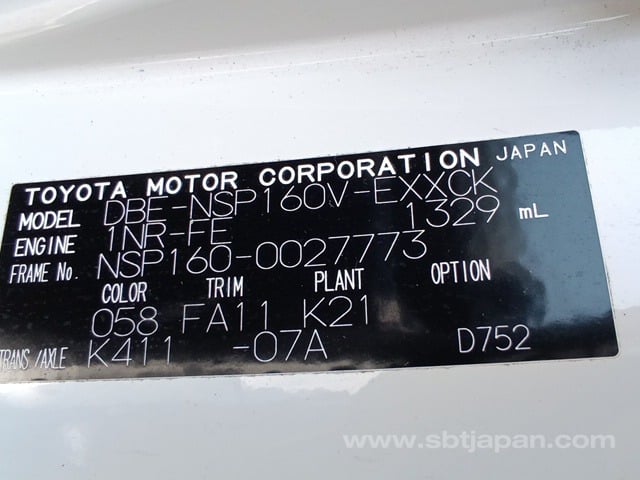 TOYOTA MOTOR CORPORATION JAPAN
MODEL DBE-NSP160V-EXXCK
ENGINE 1NR-FE 1329 mL
FRAME No. NSP160-0027773
COLOR TRIM PLANT OPTION
058 FA11 K21
TRANS/AXLE K411 -07A D752
www.sbtjapan.com